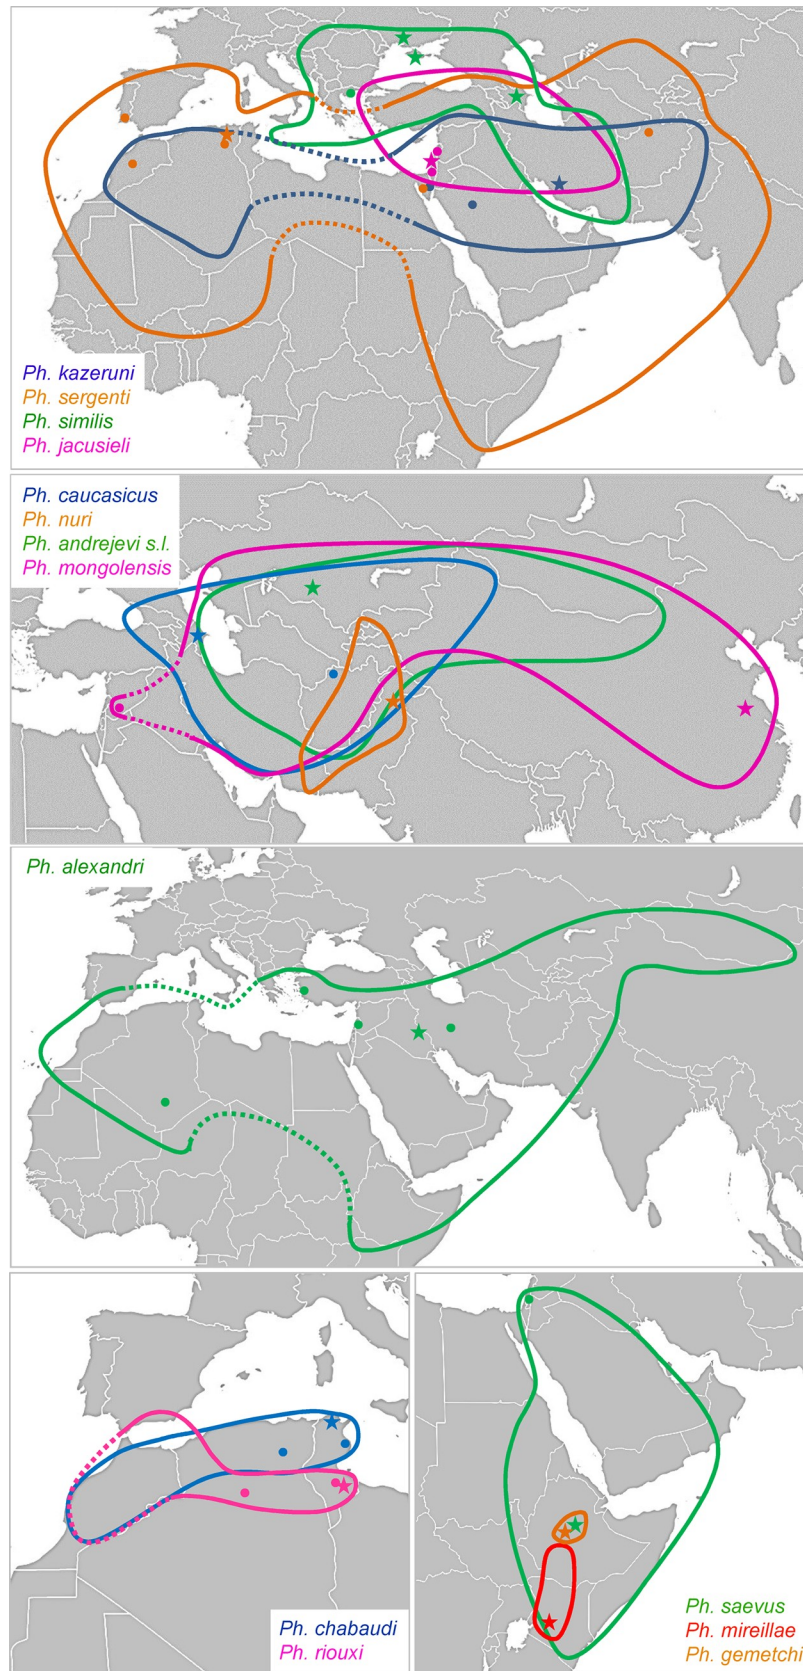 Ph. kazeruni
Ph. sergenti
Ph. similis
Ph. jacusieli
Ph. caucasicus
Ph. nuri
Ph. andrejevi s.l.
Ph. mongolensis
Ph. alexandri
Ph. chabaudi
Ph. riouxi
Ph. saevus
Ph. mireillae
Ph. gemetchi